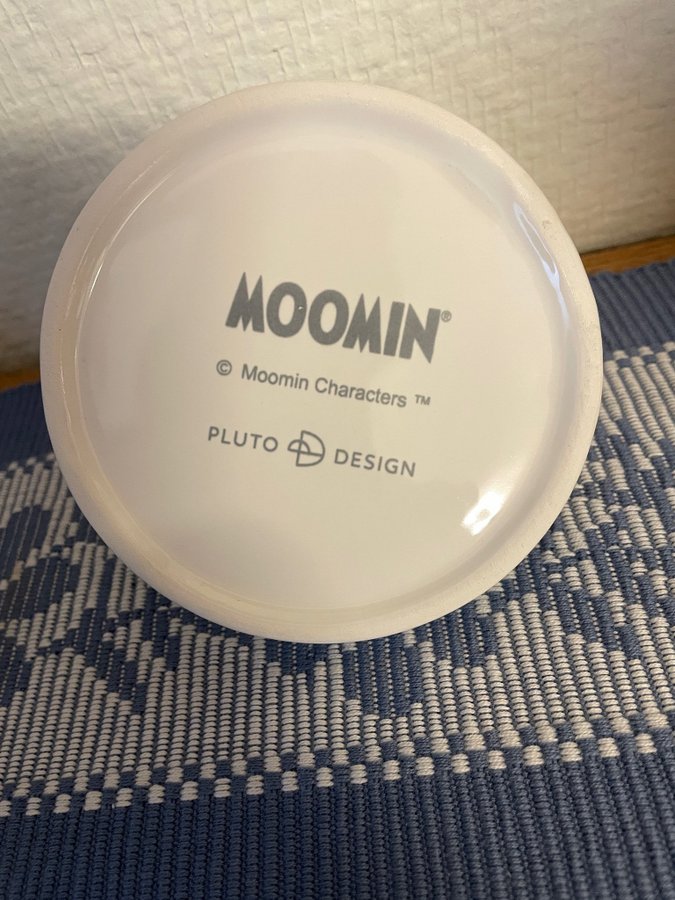 MOOMIN®
© Moomin Characters ™
PLUTO DESIGN